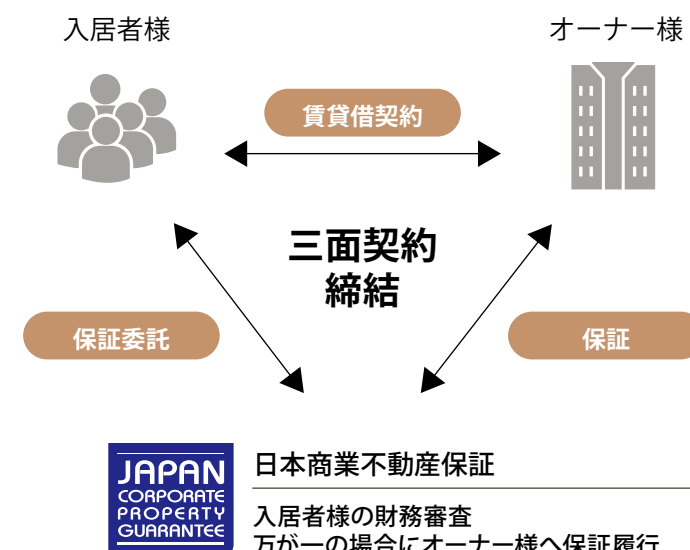 入居者様
オーナー様
賃貸借契約
三面契約
締結
保証委託
保証
JAPAN
CORPORATE
PROPERTY
GUARANTEE
日本商業不動産保証
入居者様の財務審査
万が一の場合にオーナー様へ保証履行